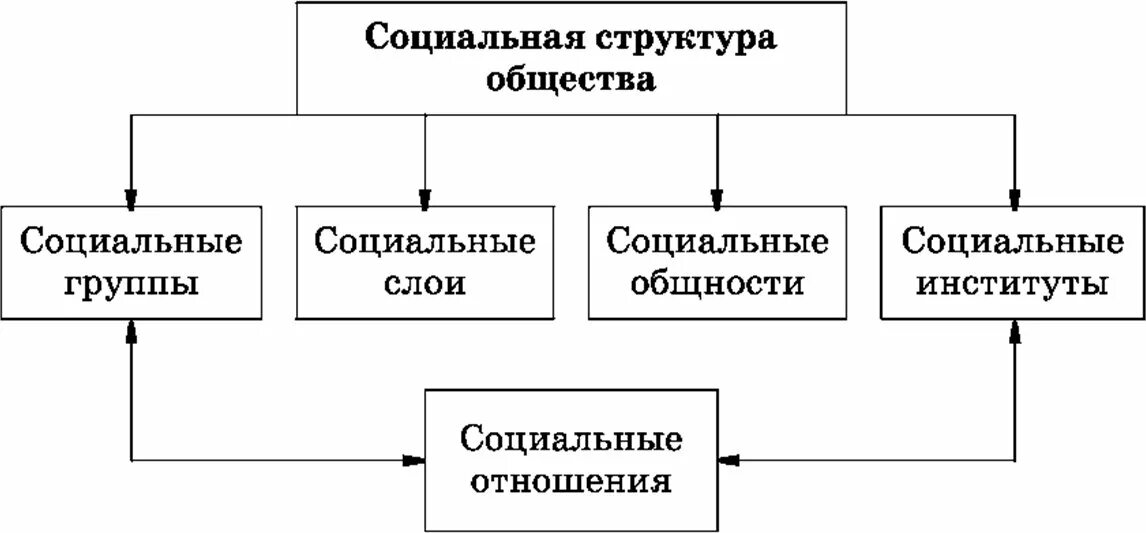 Социальная структура
общества
Социальные
группы
Социальные
слои
Социальные
общности
Социальные
институты
Социальные
отношения